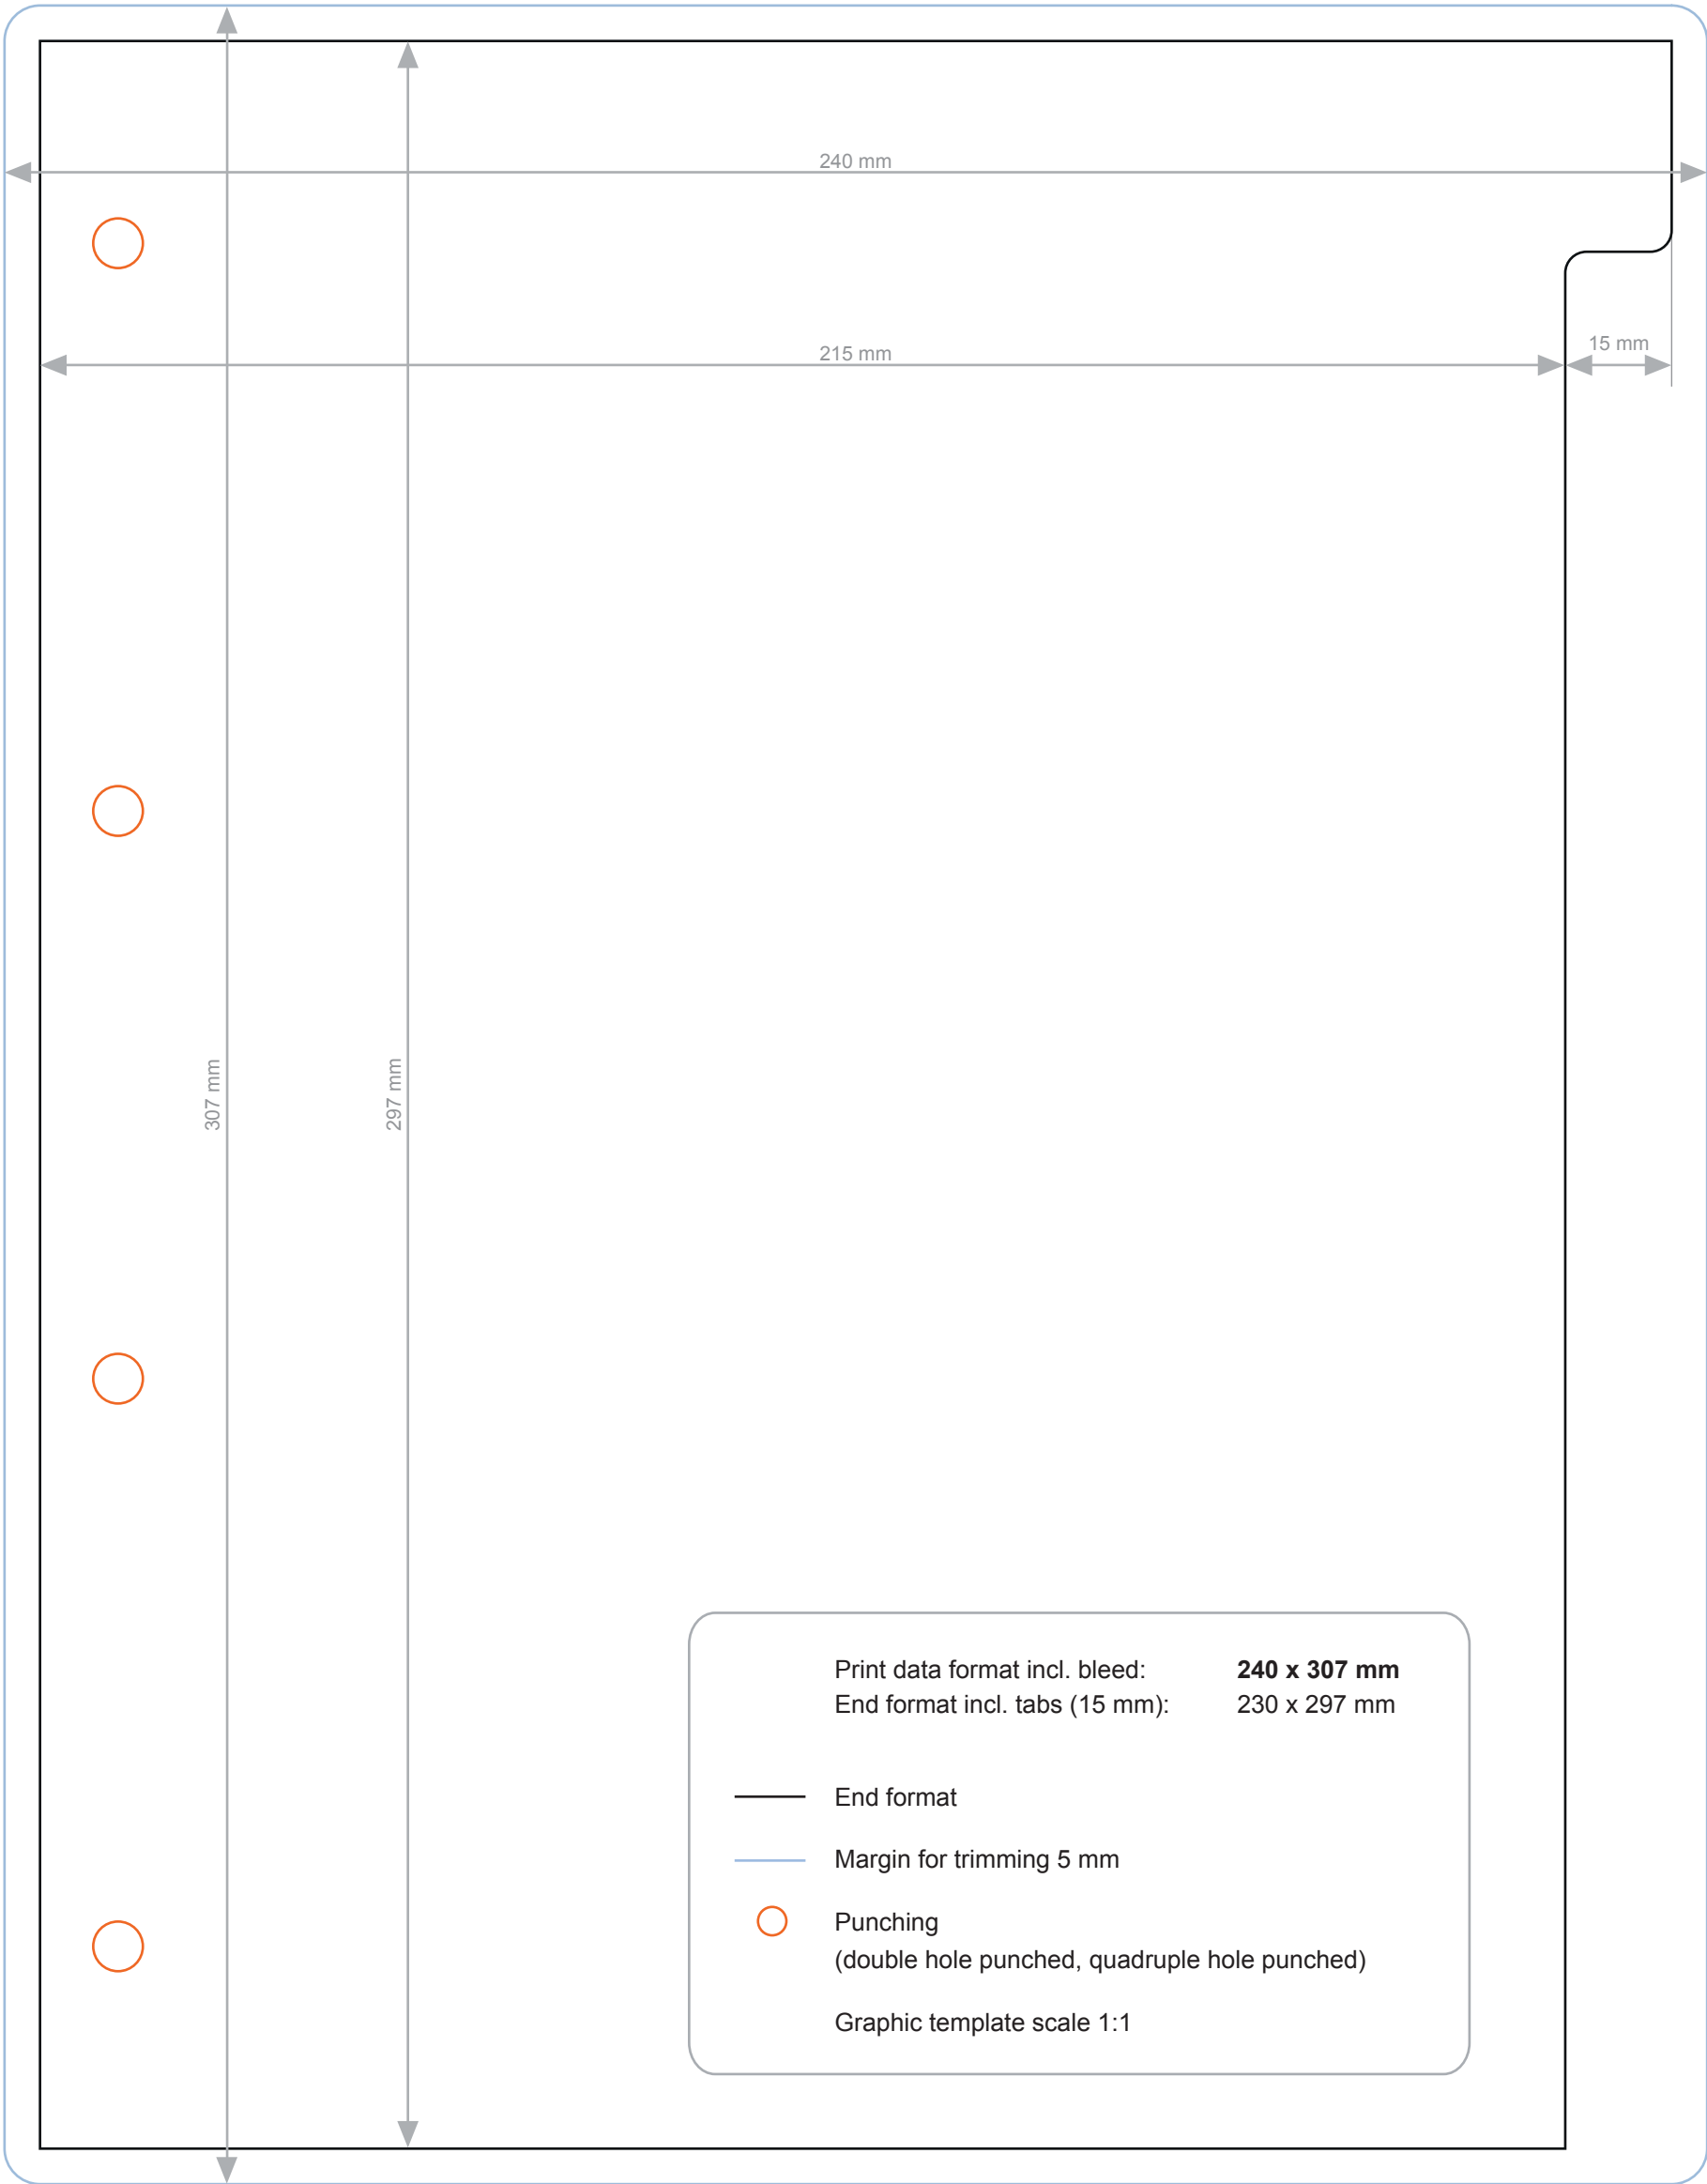 240 mm
215 mm
15 mm
307 mm
297 mm
Print data format incl. bleed: 240 x 307 mm
End format incl. tabs (15 mm): 230 x 297 mm
End format
Margin for trimming 5 mm
Punching
(double hole punched, quadruple hole punched)
Graphic template scale 1:1